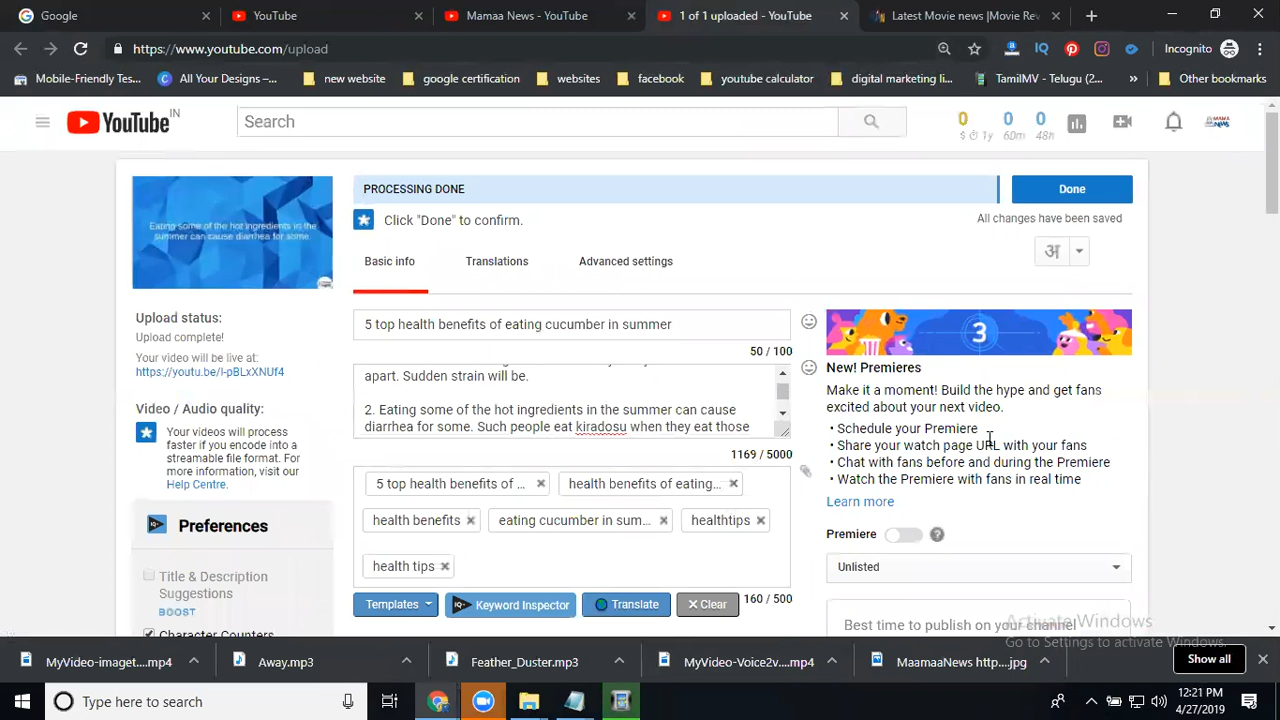 Google
YouTube
Mamaa News - YouTube
1 of 1 uploaded - YouTube
Latest Movie news |Movie Rev
https://www.youtube.com/upload
IQ
Incognito
Mobile-Friendly Tes...
All Your Designs –...
new website
google certification
websites
facebook
youtube calculator
digital marketing li...
TamilMV - Telugu (2...
»
Other bookmarks
YouTube IN
Search
0 0 0
$ 1y 60m 48h
PROCESSING DONE
Done
Click "Done" to confirm.
All changes have been saved
Eating some of the hot ingredients in the
summer can cause diarrhea for some.
Basic info
Translations
Advanced settings
अ
Upload status:
Upload complete!
Your video will be live at:
https://youtu.be/l-pBLxXNUf4
Video / Audio quality:
Your videos will process
faster if you encode into a
streamable file format. For
more information, visit our
Help Centre.
IQ Preferences
Title & Description
Suggestions
BOOST
Character Counters
5 top health benefits of eating cucumber in summer
50 / 100
apart. Sudden strain will be.
2. Eating some of the hot ingredients in the summer can cause
diarrhea for some. Such people eat kiradosu when they eat those
1169 / 5000
5 top health benefits of ...
health benefits of eating...
health benefits
eating cucumber in sum...
healthtips
health tips
Templates
Keyword Inspector
Translate
Clear
160 / 500
3
New! Premieres
Make it a moment! Build the hype and get fans
excited about your next video.
• Schedule your Premiere
• Share your watch page URL with your fans
• Chat with fans before and during the Premiere
• Watch the Premiere with fans in real time
Learn more
Premiere
?
Unlisted
Best time to publish on your channel
Activate Windows
Go to Settings to activate Windows.
MyVideo-imaget....mp4
Away.mp3
Feather_Duster.mp3
MyVideo-Voice2v....mp4
MaamaaNews http....jpg
Show all
Type here to search
12:21 PM
4/27/2019